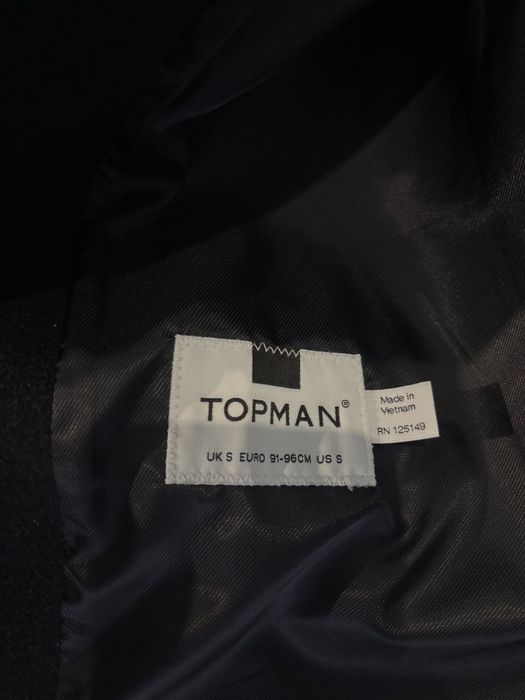 TOPMAN®
UK S EURO 91-96CM US S
Made in
Vietnam
RN 125149